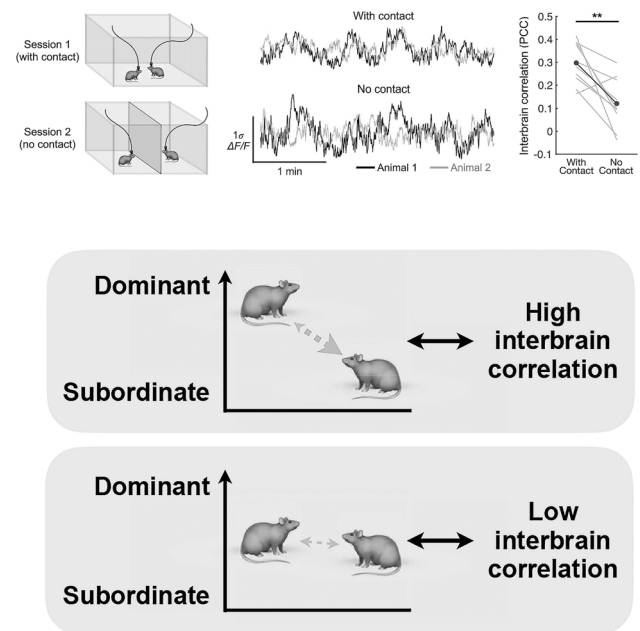 Session 1
(with contact)
Session 2
(no contact)
With contact
No contact
1σ
ΔF/F
1 min
Animal 1
Animal 2
**
Interbrain correlation (PCC)
0.5
0.4
0.3
0.2
0.1
0
-0.1
With
Contact
No
Contact
Dominant
Subordinate
High
interbrain
correlation
Dominant
Subordinate
Low
interbrain
correlation